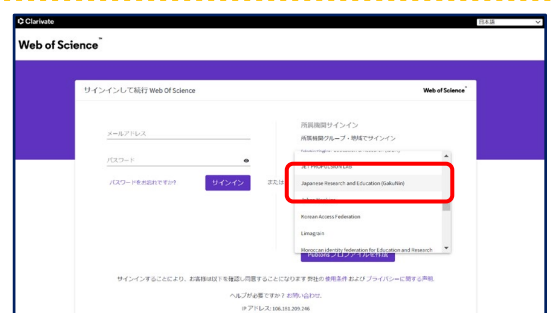 Clarivate
日本語
Web of Science™
サインインして続行 Web Of Science
Web of Science™
メールアドレス
パスワード
パスワードをお忘れですか?
サインイン
または
所属機関サインイン
所属機関グループ・地域でサインイン
Japanese Research and Education (GakuNin)
Korean Access Federation
Limagrain
Moroccan identity federation for Education and Research
Publons プロファイルを作成
サインインすることにより、お客様は以下を確認し同意することになります 弊社の 使用条件 および プライバシーに関する声明.
ヘルプが必要ですか? お問い合わせ.